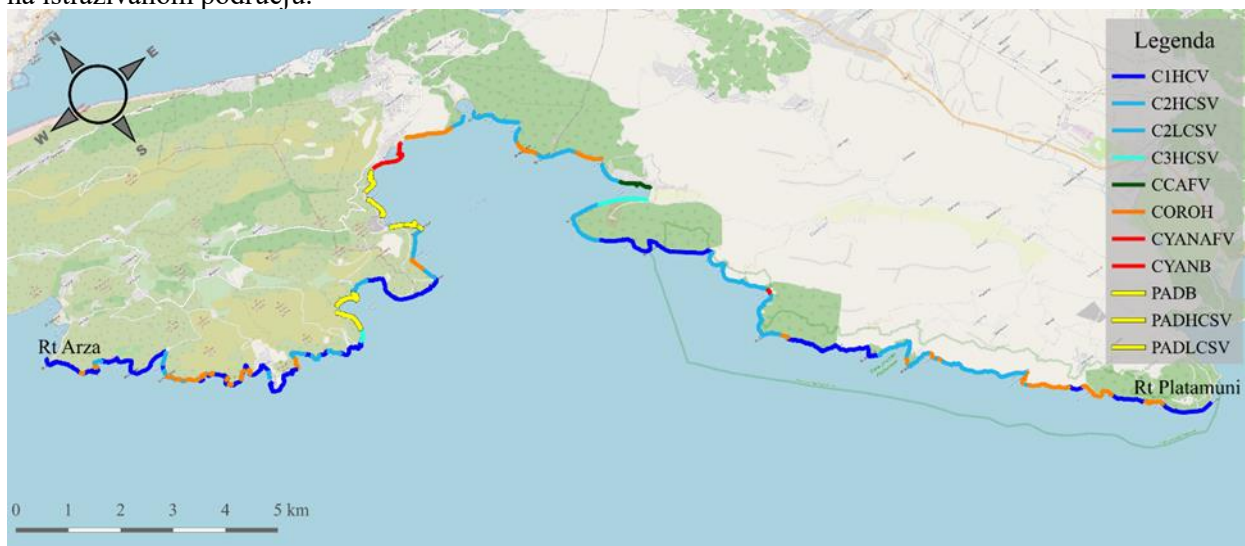 na istraživanom području.
N
E
W
S
Legenda
C1HCV
C2HCSV
C2LCSV
C3HCSV
CCAFV
COROH
CYANAFV
CYANB
PADB
PADHCSV
PADLCSV
Rt Arza
Rt Platamuni
0 1 2 3 4 5 km